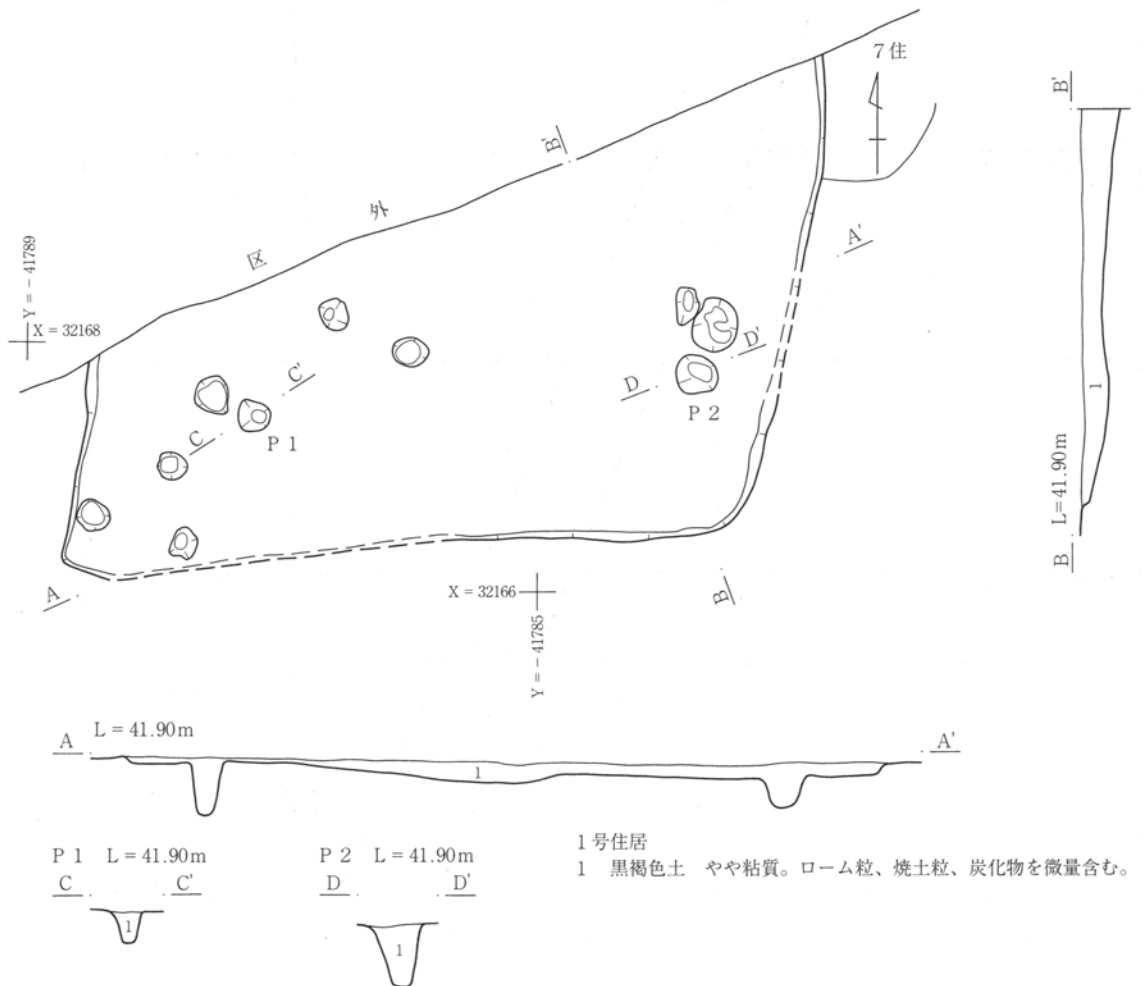 7住
B'
B'
区外
A'
Y=-41789
X=32168
C'
D'
D
P 2
C
P 1
1
L=41.90m
B
A
X=32166
B
Y=-41785
A
L=41.90m
A'
1
P 1 L=41.90m
C
C'
1
P 2 L=41.90m
D
D'
1
1号住居
1 黒褐色土 やや粘質。ローム粒、焼土粒、炭化物を微量含む。